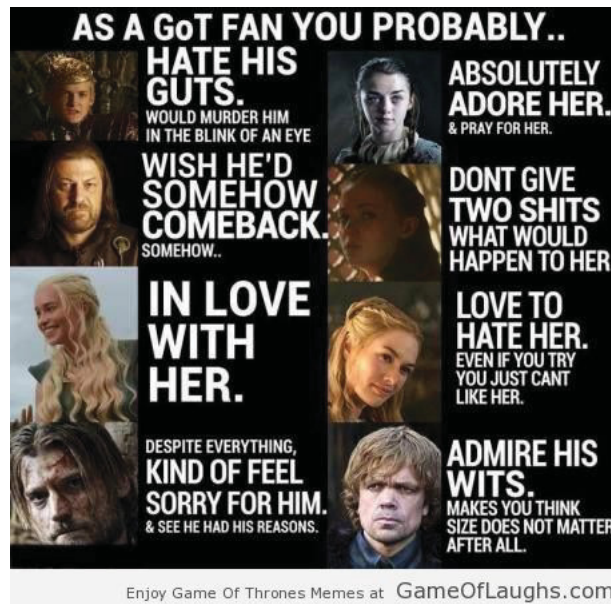 AS A GoT FAN YOU PROBABLY..
HATE HIS
GUTS.
WOULD MURDER HIM
IN THE BLINK OF AN EYE
ABSOLUTELY
ADORE HER.
& PRAY FOR HER.
WISH HE'D
SOMEHOW
COMEBACK.
SOMEHOW..
DONT GIVE
TWO SHITS
WHAT WOULD
HAPPEN TO HER
IN LOVE
WITH
HER.
LOVE TO
HATE HER.
EVEN IF YOU TRY
YOU JUST CANT
LIKE HER.
DESPITE EVERYTHING,
KIND OF FEEL
SORRY FOR HIM.
& SEE HE HAD HIS REASONS.
ADMIRE HIS
WITS.
MAKES YOU THINK
SIZE DOES NOT MATTER
AFTER ALL.
Enjoy Game Of Thrones Memes at GameOfLaughs.com